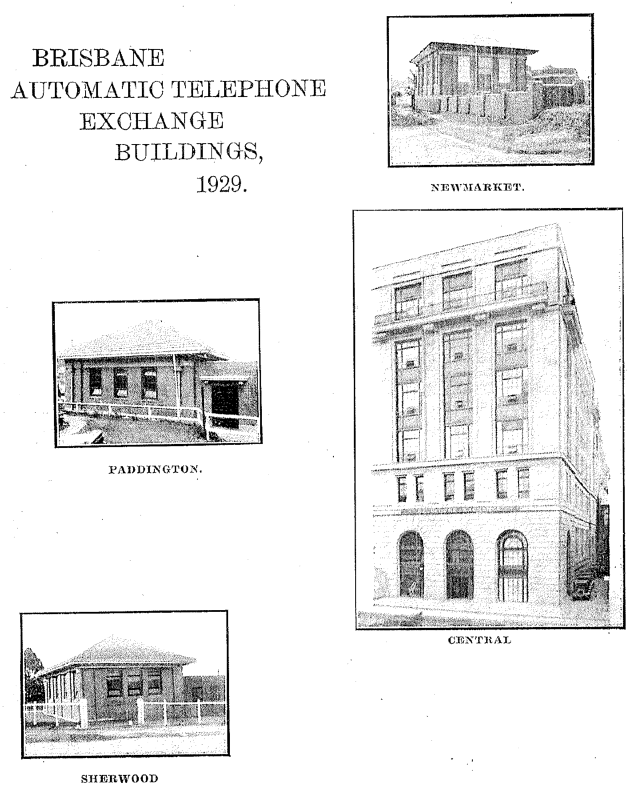 BRISBANE
AUTOMATIC TELEPHONE
EXCHANGE
BUILDINGS,
1929.
NEWMARKET.
PADDINGTON.
CENTRAL
SHERWOOD